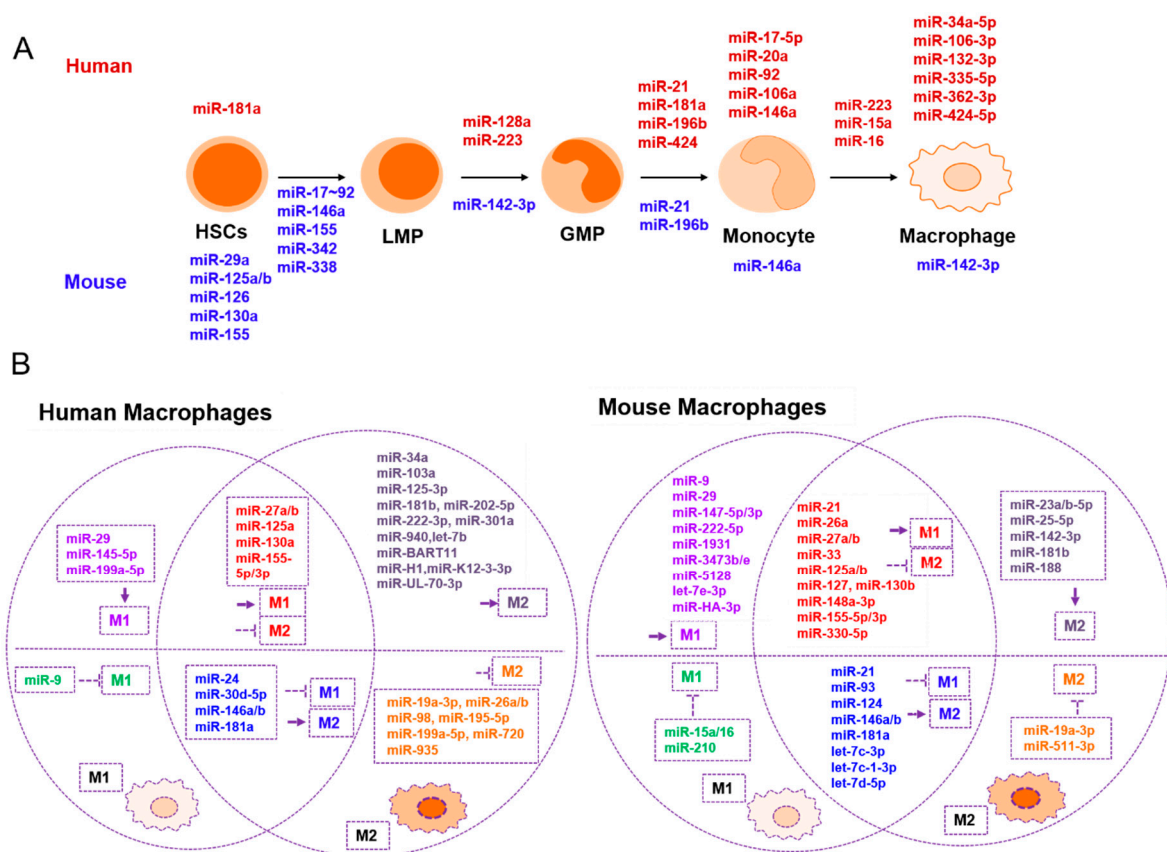 A
Human
miR-181a
miR-128a
miR-223
miR-21
miR-181a
miR-196b
miR-424
miR-17-5p
miR-20a
miR-92
miR-106a
miR-146a
miR-223
miR-15a
miR-16
miR-34a-5p
miR-106-3p
miR-132-3p
miR-335-5p
miR-362-3p
miR-424-5p
HSCs
LMP
GMP
Monocyte
Macrophage
Mouse
miR-29a
miR-125a/b
miR-126
miR-130a
miR-155
miR-17~92
miR-146a
miR-155
miR-342
miR-338
miR-142-3p
miR-21
miR-196b
miR-146a
miR-142-3p
B
Human Macrophages
miR-29
miR-145-5p
miR-199a-5p
M1
miR-27a/b
miR-125a
miR-130a
miR-155-
5p/3p
M1
M2
miR-34a
miR-103a
miR-125-3p
miR-181b, miR-202-5p
miR-222-3p, miR-301a
miR-940,let-7b
miR-BART11
miR-H1,miR-K12-3-3p
miR-UL-70-3p
M2
miR-9
M1
miR-24
miR-30d-5p
miR-146a/b
miR-181a
M1
M2
M2
miR-19a-3p, miR-26a/b
miR-98, miR-195-5p
miR-199a-5p, miR-720
miR-935
M1
M2
Mouse Macrophages
miR-9
miR-29
miR-147-5p/3p
miR-222-5p
miR-1931
miR-3473b/e
miR-5128
let-7e-3p
miR-HA-3p
M1
miR-21
miR-26a
miR-27a/b
miR-33
miR-125a/b
miR-127, miR-130b
miR-148a-3p
miR-155-5p/3p
miR-330-5p
M1
M2
miR-23a/b-5p
miR-25-5p
miR-142-3p
miR-181b
miR-188
M2
M1
miR-15a/16
miR-210
miR-21
miR-93
miR-124
miR-146a/b
miR-181a
let-7c-3p
let-7c-1-3p
let-7d-5p
M1
M2
M2
miR-19a-3p
miR-511-3p
M1
M2